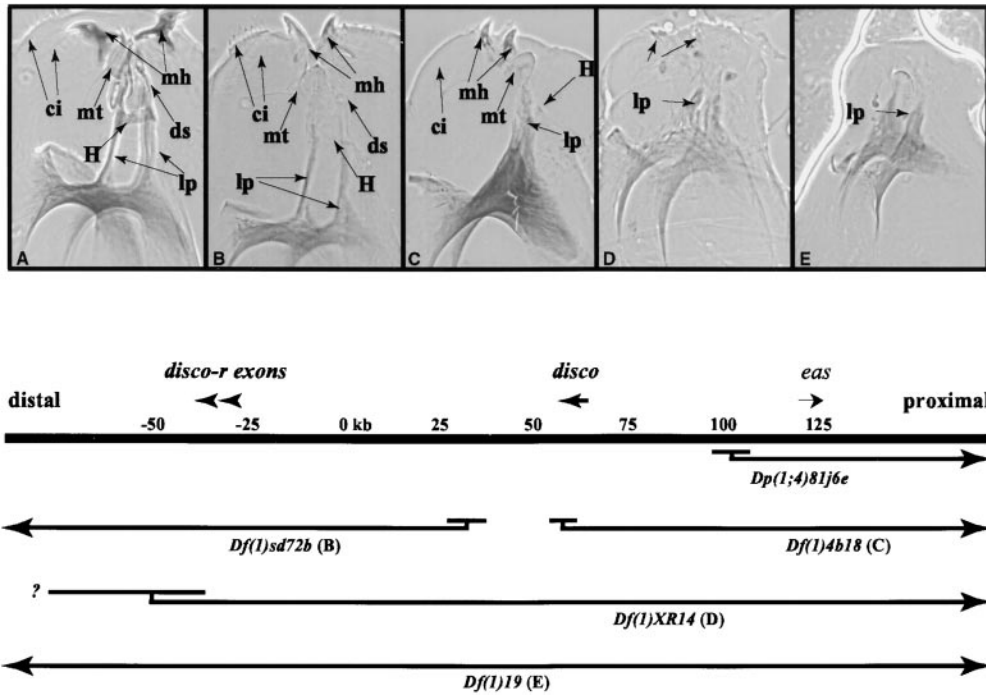 ci mt mh H ds lp A
ci mt mh ds lp H B
ci mh mt H lp C
lp D
lp E
disco-r exons disco eas
distal proximal
-50 -25 0 kb 25 50 75 100 125
Dp(1;4)81j6e
Df(1)sd72b (B) Df(1)4b18 (C)
?
Df(1)XR14 (D)
Df(1)19 (E)